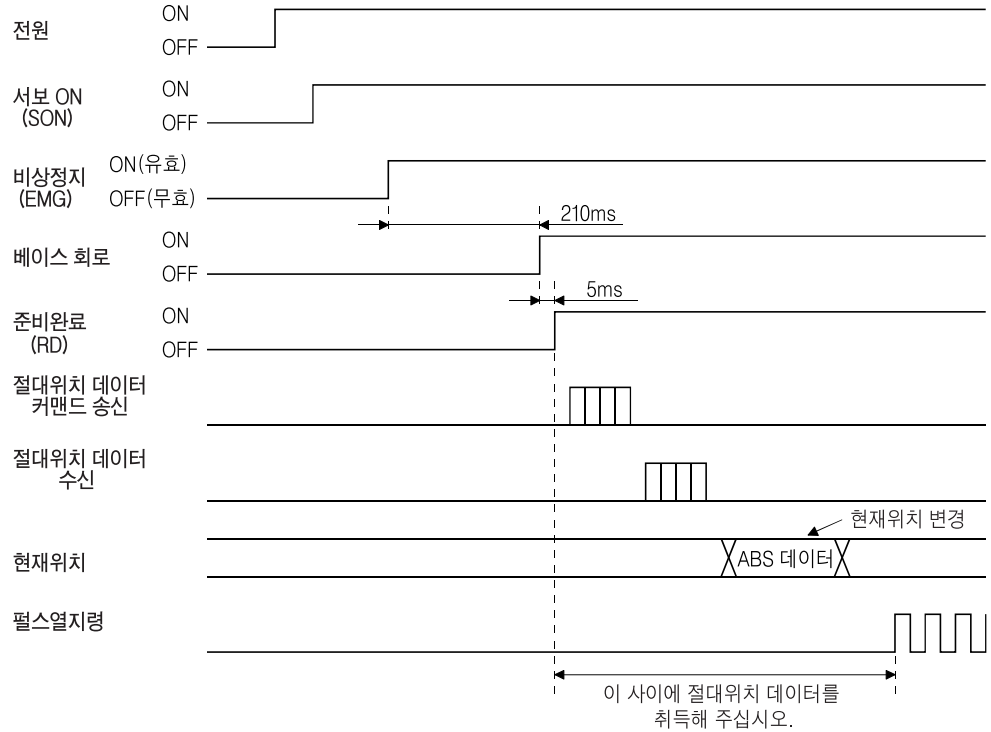 전원
ON
OFF
서보 ON
(SON)
ON
OFF
비상정지
(EMG)
ON(유효)
OFF(무효)
210ms
베이스 회로
ON
OFF
5ms
준비완료
(RD)
ON
OFF
절대위치 데이터
커맨드 송신
절대위치 데이터
수신
현재위치 변경
현재위치
ABS 데이터
펄스열지령
이 사이에 절대위치 데이터를
취득해 주십시오.